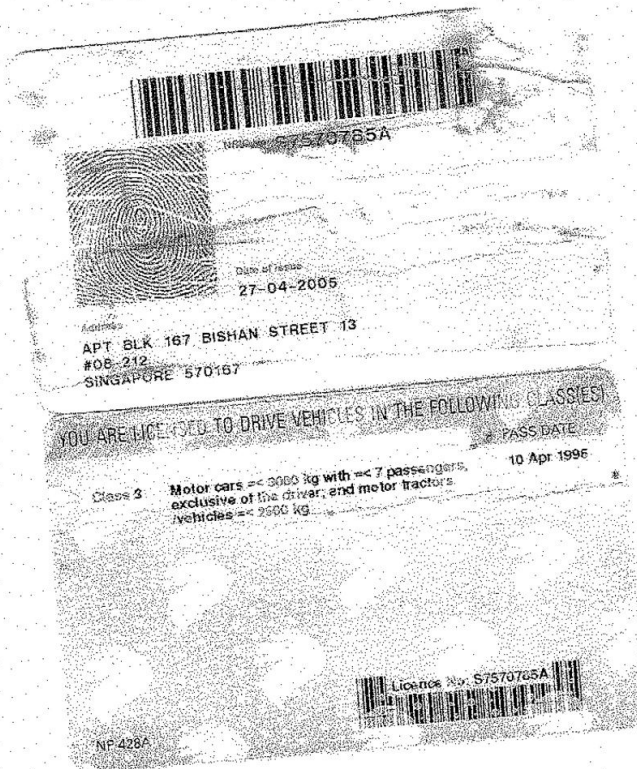 NRIC No. S7570785A
Date of issue
27-04-2005
Address
APT BLK 167 BISHAN STREET 13
#08-212
SINGAPORE 570167
YOU ARE LICENSED TO DRIVE VEHICLES IN THE FOLLOWING CLASS(ES)
PASS DATE
Class 3 Motor cars =< 3000 kg with =< 7 passengers, 10 Apr 1996
exclusive of the driver; and motor tractors
/vehicles =< 2500 kg
Licence No: S7570785A
NP-428A